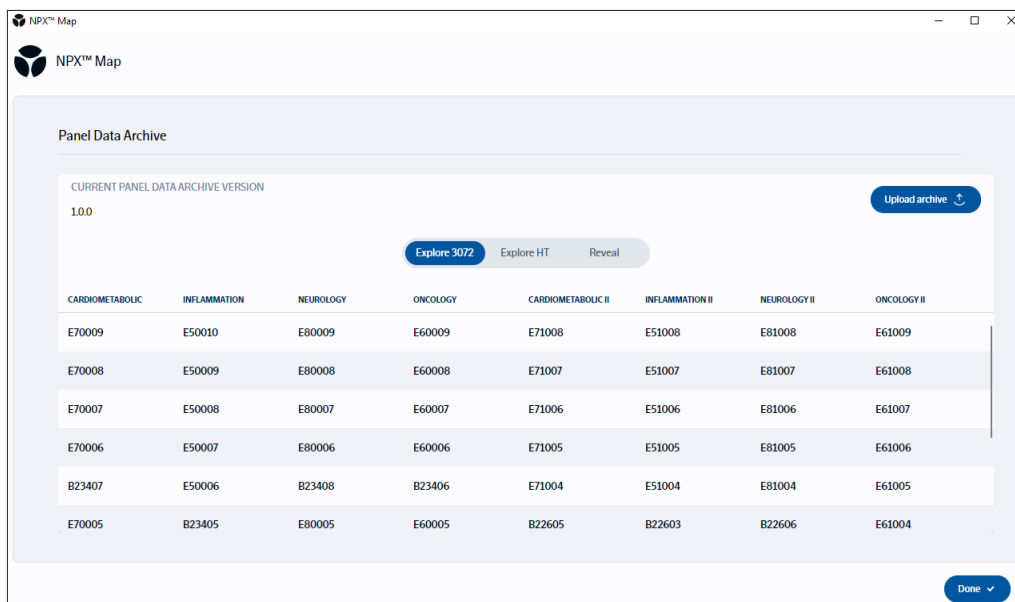 NPX™ Map
NPX™ Map
Panel Data Archive
CURRENT PANEL DATA ARCHIVE VERSION
1.0.0
Upload archive
Explore 3072 Explore HT Reveal
CARDIOMETABOLIC INFLAMMATION NEUROLOGY ONCOLOGY CARDIOMETABOLIC II INFLAMMATION II NEUROLOGY II ONCOLOGY II
E70009 E50010 E80009 E60009 E71008 E51008 E81008 E61009
E70008 E50009 E80008 E60008 E71007 E51007 E81007 E61008
E70007 E50008 E80007 E60007 E71006 E51006 E81006 E61007
E70006 E50007 E80006 E60006 E71005 E51005 E81005 E61006
B23407 E50006 B23408 B23406 E71004 E51004 E81004 E61005
E70005 B23405 E80005 E60005 B22605 B22603 B22606 E61004
Done